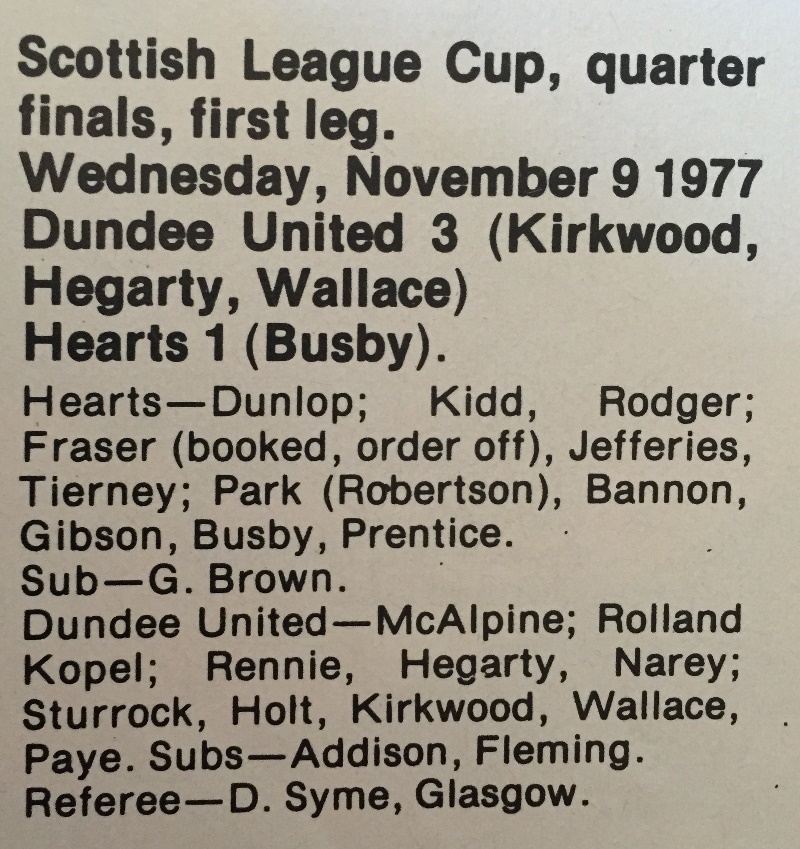 Scottish League Cup, quarter
finals, first leg.
Wednesday, November 9 1977
Dundee United 3 (Kirkwood,
Hegarty, Wallace)
Hearts 1 (Busby).
Hearts—Dunlop; Kidd, Rodger;
Fraser (booked, order off), Jefferies,
Tierney; Park (Robertson), Bannon,
Gibson, Busby, Prentice.
Sub—G. Brown.
Dundee United—McAlpine; Rolland
Kopel; Rennie, Hegarty, Narey;
Sturrock, Holt, Kirkwood, Wallace,
Paye. Subs—Addison, Fleming.
Referee—D. Syme, Glasgow.